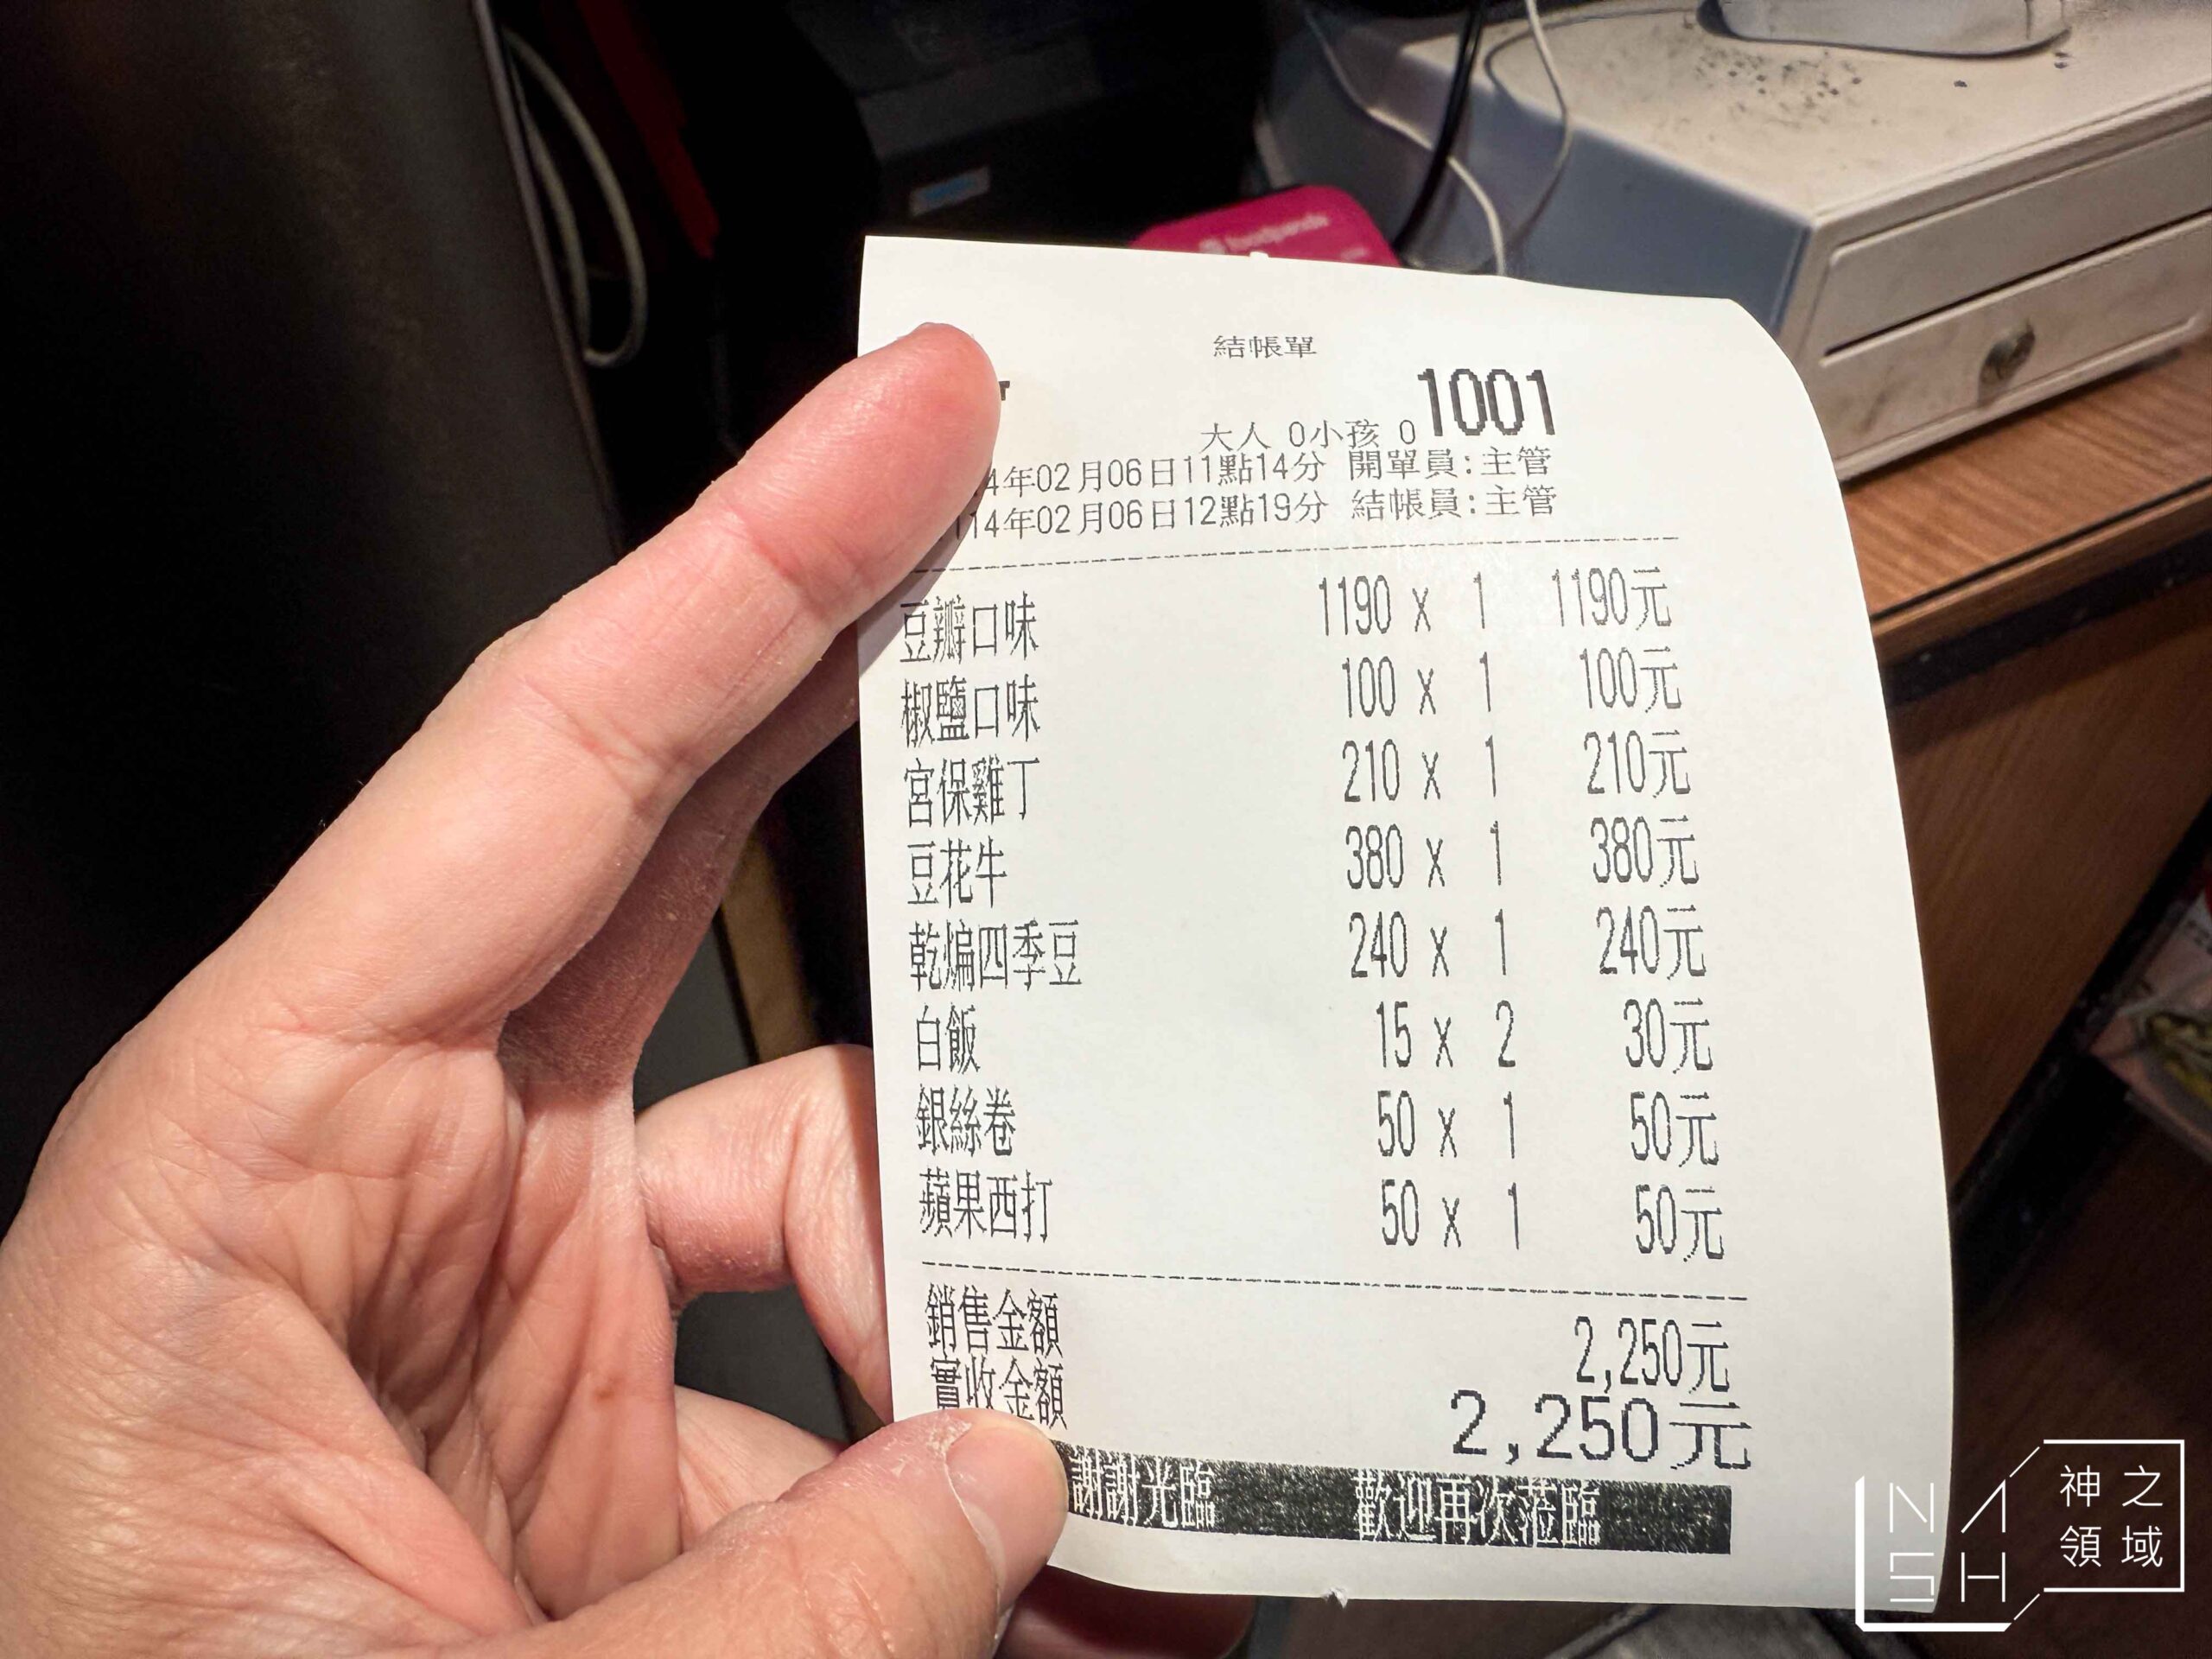 foodpanda
結帳單
1001
大人 0小孩 0
4年02月06日11點14分 開單員:主管
114年02月06日12點19分 結帳員:主管
豆瓣口味 1190 x 1 1190元
椒鹽口味 100 x 1 100元
宮保雞丁 210 x 1 210元
豆花牛 380 x 1 380元
乾煸四季豆 240 x 1 240元
白飯 15 x 2 30元
銀絲卷 50 x 1 50元
蘋果西打 50 x 1 50元
銷售金額 2,250元
實收金額 2,250元
謝謝光臨 歡迎再次蒞臨
NASH
神之領域